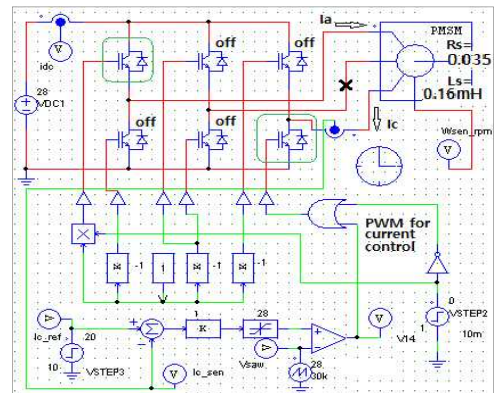 Ia
PMSM
Rs=
0.035
Ls=
0.16mH
off
off
idc
V
28
VDC1
off
off
Ic
Wsen_rpm
V
PWM for
current
control
K
-1
1
K
-1
K
-1
0
VSTEP2
1
10m
Ic_ref
20
10
VSTEP3
1
K
28
V
Ic_sen
Vsaw
28
30k
V
V14